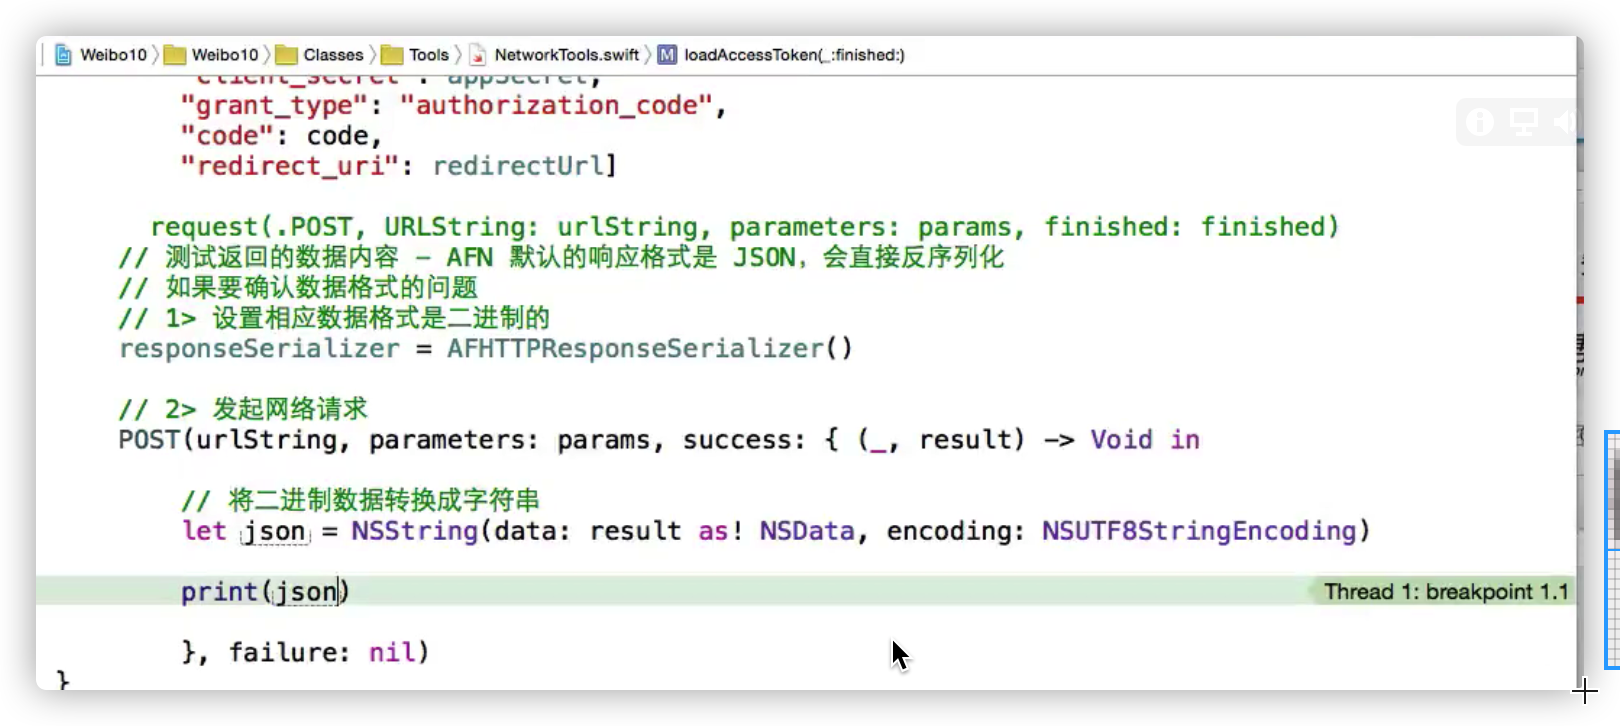 Weibo10 Weibo10 Classes Tools NetworkTools.swift M loadAccessToken(_:finished:)
"client_secret": appSecret,
"grant_type": "authorization_code",
"code": code,
"redirect_uri": redirectUrl]
request(.POST, URLString: urlString, parameters: params, finished: finished)
// 测试返回的数据内容 - AFN 默认的响应格式是 JSON，会直接反序列化
// 如果要确认数据格式的问题
// 1> 设置相应数据格式是二进制的
responseSerializer = AFHTTPResponseSerializer()
// 2> 发起网络请求
POST(urlString, parameters: params, success: { (_, result) -> Void in
// 将二进制数据转换成字符串
let json = NSString(data: result as! NSData, encoding: NSUTF8StringEncoding)
print(json)
Thread 1: breakpoint 1.1
}, failure: nil)
}